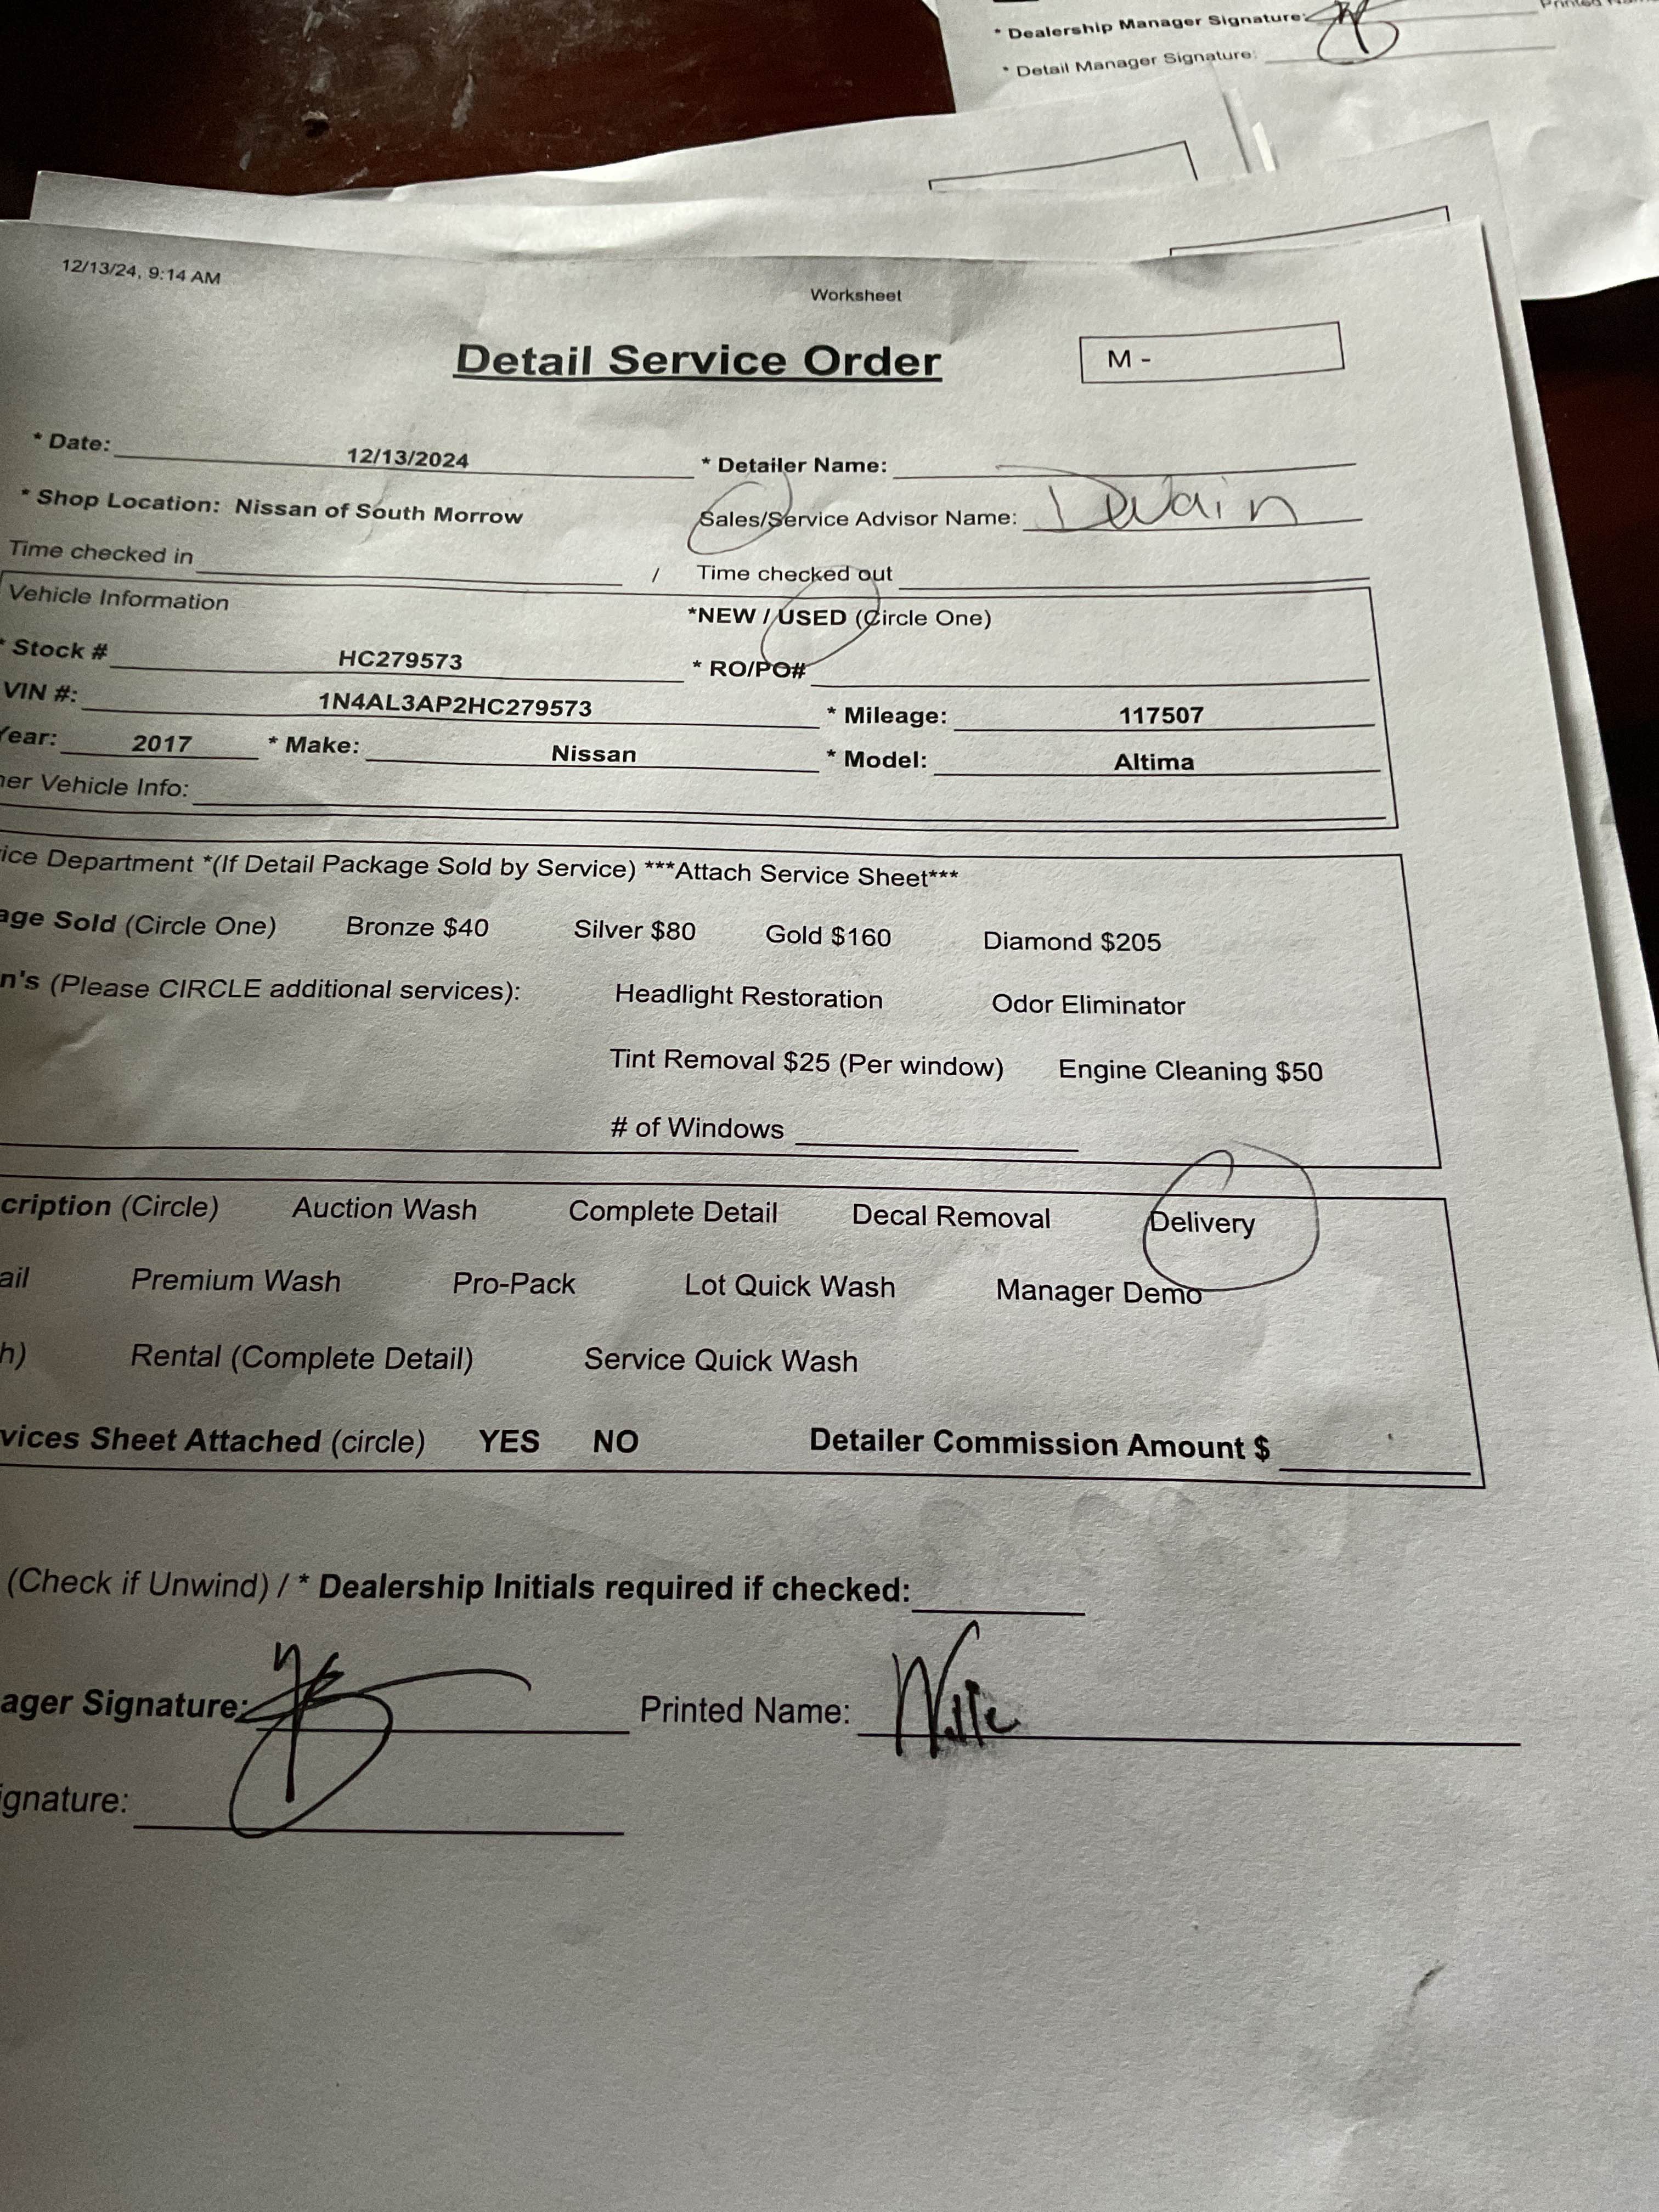 * Dealership Manager Signature:
* Detail Manager Signature:
12/13/24, 9:14 AM
Worksheet
Detail Service Order
M -
* Date: 12/13/2024 * Detailer Name:
* Shop Location: Nissan of South Morrow Sales/Service Advisor Name: Dwain
Time checked in / Time checked out
Vehicle Information *NEW / USED (Circle One)
* Stock # HC279573 * RO/PO#
VIN #: 1N4AL3AP2HC279573 * Mileage: 117507
Year: 2017 * Make: Nissan * Model: Altima
her Vehicle Info:
ice Department *(If Detail Package Sold by Service) ***Attach Service Sheet***
age Sold (Circle One) Bronze $40 Silver $80 Gold $160 Diamond $205
n's (Please CIRCLE additional services): Headlight Restoration Odor Eliminator
Tint Removal $25 (Per window) Engine Cleaning $50
# of Windows
cription (Circle) Auction Wash Complete Detail Decal Removal Delivery
ail Premium Wash Pro-Pack Lot Quick Wash Manager Demo
h) Rental (Complete Detail) Service Quick Wash
vices Sheet Attached (circle) YES NO Detailer Commission Amount $
(Check if Unwind) / * Dealership Initials required if checked:
ager Signature: Printed Name:
ignature: